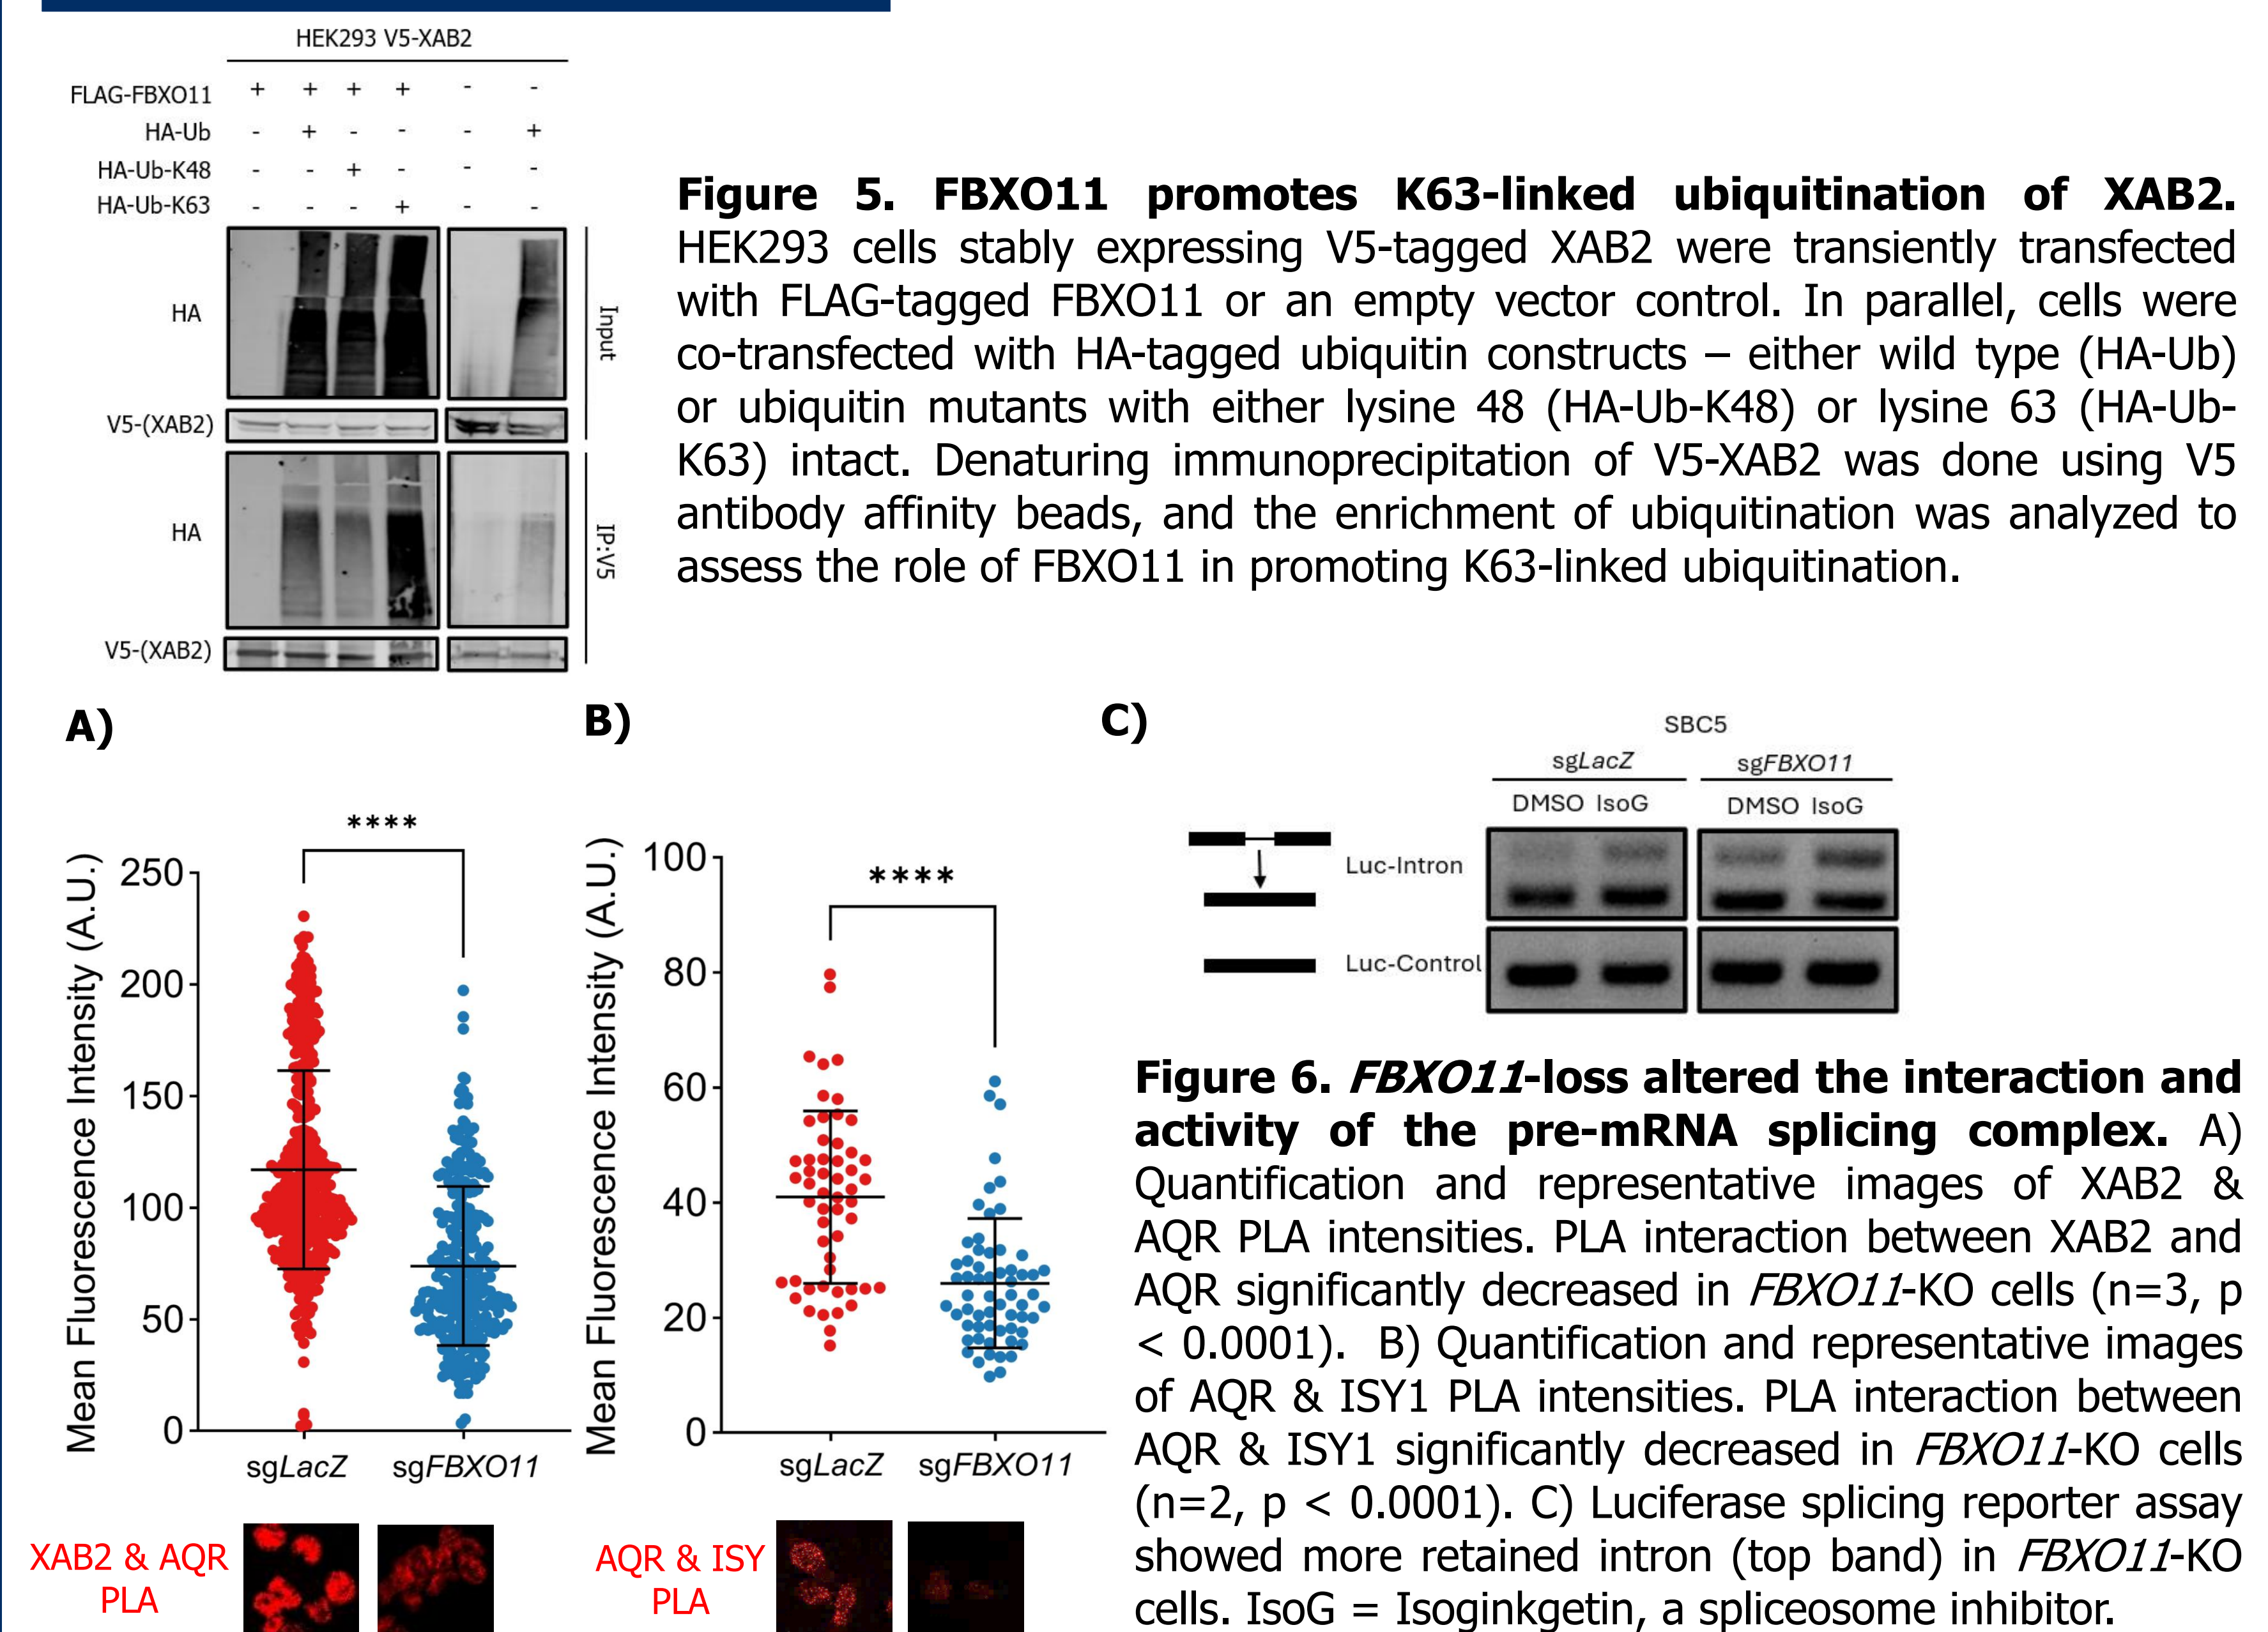 HEK293 V5-XAB2
FLAG-FBXO11 + + + + - -
HA-Ub - + - - - +
HA-Ub-K48 - - + - - -
HA-Ub-K63 - - - + - -
HA
Input
V5-(XAB2)
HA
IP:V5
V5-(XAB2)
Figure 5. FBXO11 promotes K63-linked ubiquitination of XAB2.
HEK293 cells stably expressing V5-tagged XAB2 were transiently transfected
with FLAG-tagged FBXO11 or an empty vector control. In parallel, cells were
co-transfected with HA-tagged ubiquitin constructs – either wild type (HA-Ub)
or ubiquitin mutants with either lysine 48 (HA-Ub-K48) or lysine 63 (HA-Ub-
K63) intact. Denaturing immunoprecipitation of V5-XAB2 was done using V5
antibody affinity beads, and the enrichment of ubiquitination was analyzed to
assess the role of FBXO11 in promoting K63-linked ubiquitination.
A)
****
Mean Fluorescence Intensity (A.U.)
250
200
150
100
50
0
sgLacZ sgFBXO11
XAB2 & AQR
PLA
B)
****
Mean Fluorescence Intensity (A.U.)
100
80
60
40
20
0
sgLacZ sgFBXO11
AQR & ISY
PLA
C)
SBC5
sgLacZ sgFBXO11
DMSO IsoG DMSO IsoG
Luc-Intron
Luc-Control
Figure 6. FBXO11-loss altered the interaction and
activity of the pre-mRNA splicing complex. A)
Quantification and representative images of XAB2 &
AQR PLA intensities. PLA interaction between XAB2 and
AQR significantly decreased in FBXO11-KO cells (n=3, p
< 0.0001). B) Quantification and representative images
of AQR & ISY1 PLA intensities. PLA interaction between
AQR & ISY1 significantly decreased in FBXO11-KO cells
(n=2, p < 0.0001). C) Luciferase splicing reporter assay
showed more retained intron (top band) in FBXO11-KO
cells. IsoG = Isoginkgetin, a spliceosome inhibitor.